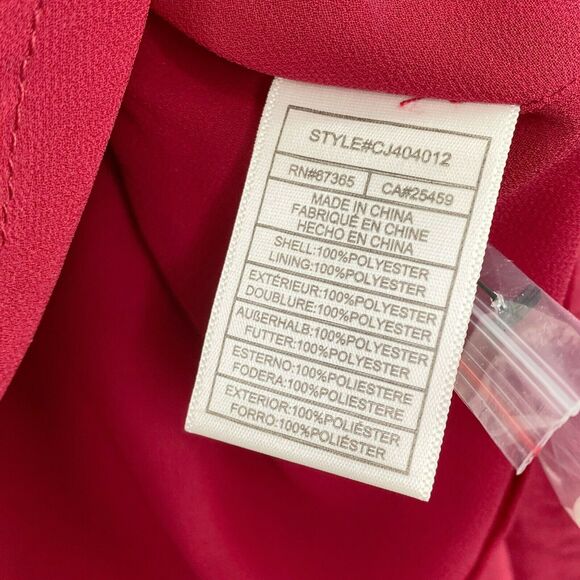 STYLE#CJ404012
RN#67365 CA#25459
MADE IN CHINA
FABRIQUÉ EN CHINE
HECHO EN CHINA
SHELL:100%POLYESTER
LINING:100%POLYESTER
EXTÉRIEUR:100%POLYESTER
DOUBLURE:100%POLYESTER
AUßERHALB:100%POLYESTER
FUTTER:100%POLYESTER
ESTERNO:100%POLIESTERE
FODERA:100%POLIESTERE
EXTERIOR:100%POLIÉSTER
FORRO:100%POLIÉSTER